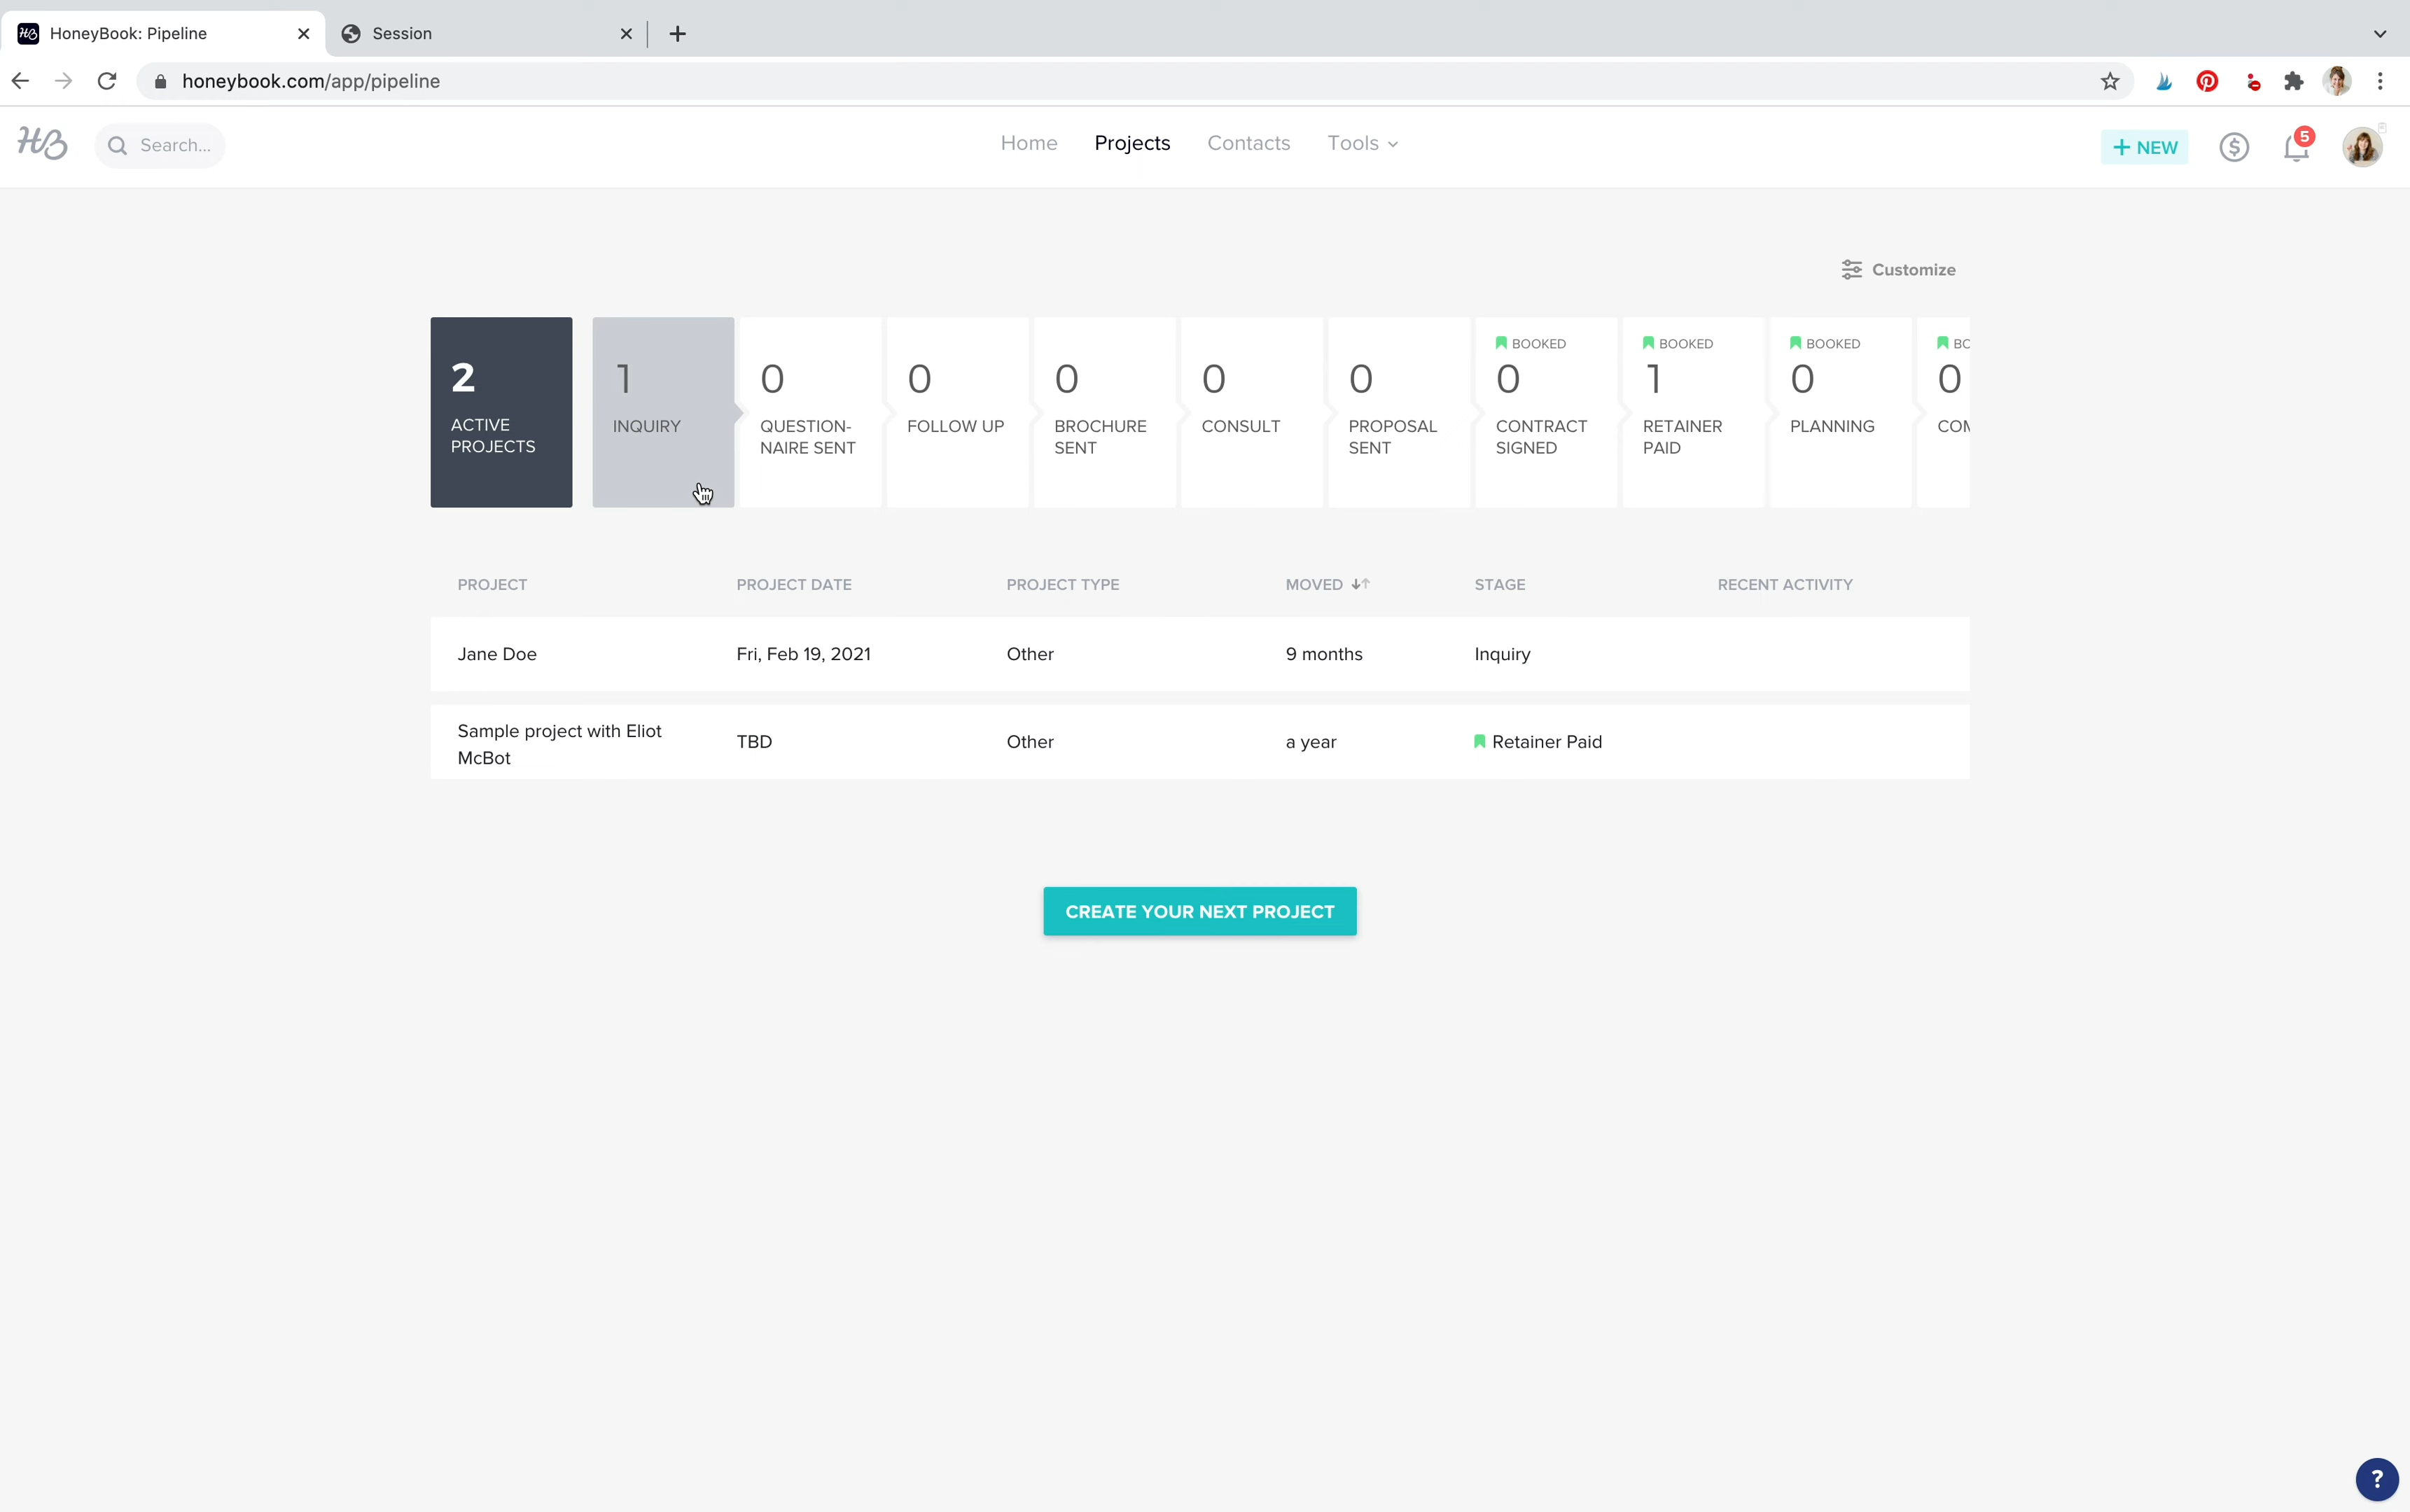 HoneyBook: Pipeline
Session
honeybook.com/app/pipeline
HB
Search...
Home
Projects
Contacts
Tools
+ NEW
5
Customize
2
ACTIVE
PROJECTS
1
INQUIRY
0
QUESTION-
NAIRE SENT
0
FOLLOW UP
0
BROCHURE
SENT
0
CONSULT
0
PROPOSAL
SENT
BOOKED
0
CONTRACT
SIGNED
BOOKED
1
RETAINER
PAID
BOOKED
0
PLANNING
BO
0
COM
PROJECT
PROJECT DATE
PROJECT TYPE
MOVED
STAGE
RECENT ACTIVITY
Jane Doe
Fri, Feb 19, 2021
Other
9 months
Inquiry
Sample project with Eliot
McBot
TBD
Other
a year
Retainer Paid
CREATE YOUR NEXT PROJECT
?